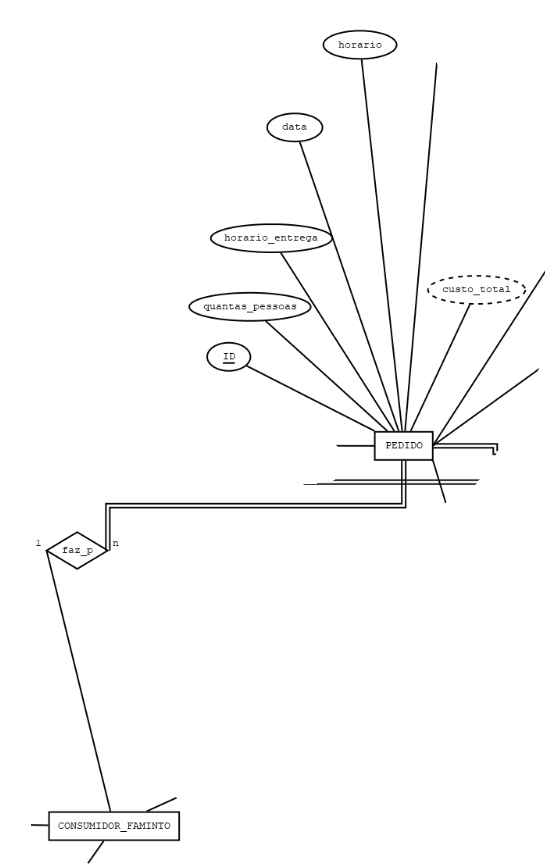 horario
data
horario_entrega
custo_total
quantas_pessoas
ID
PEDIDO
1
faz_p
n
CONSUMIDOR_FAMINTO